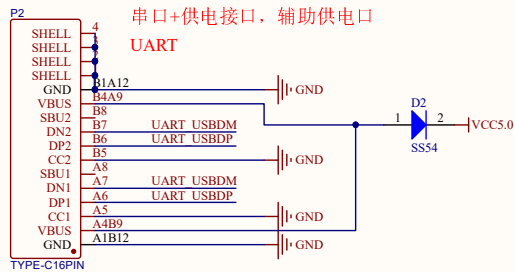 P2
串口+供电接口，辅助供电口
UART
SHELL 4
SHELL 3
SHELL 2
SHELL
GND B1A12 GND
VBUS B4A9
SBU2 B8
DN2 B7 UART_USBDM
DP2 B6 UART_USBDP
CC2 B5 GND
SBU1 A8
DN1 A7 UART_USBDM
DP1 A6 UART_USBDP
CC1 A5 GND
VBUS A4B9
GND A1B12 GND
TYPE-C16PIN
D2
1 2 VCC5.0
SS54